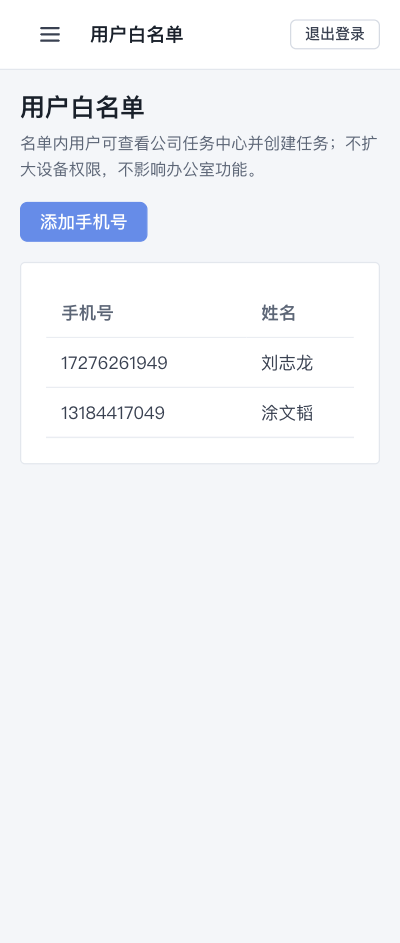 用户白名单
退出登录
用户白名单
名单内用户可查看公司任务中心并创建任务；不扩
大设备权限，不影响办公室功能。
添加手机号
手机号 姓名
17276261949 刘志龙
13184417049 涂文韬